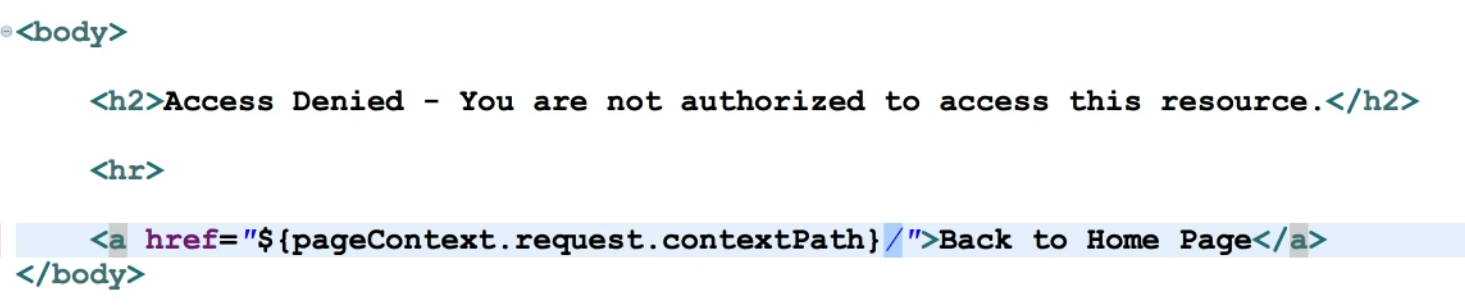 <body>
<h2>Access Denied - You are not authorized to access this resource.</h2>
<hr>
<a href="${pageContext.request.contextPath}/">Back to Home Page</a>
</body>